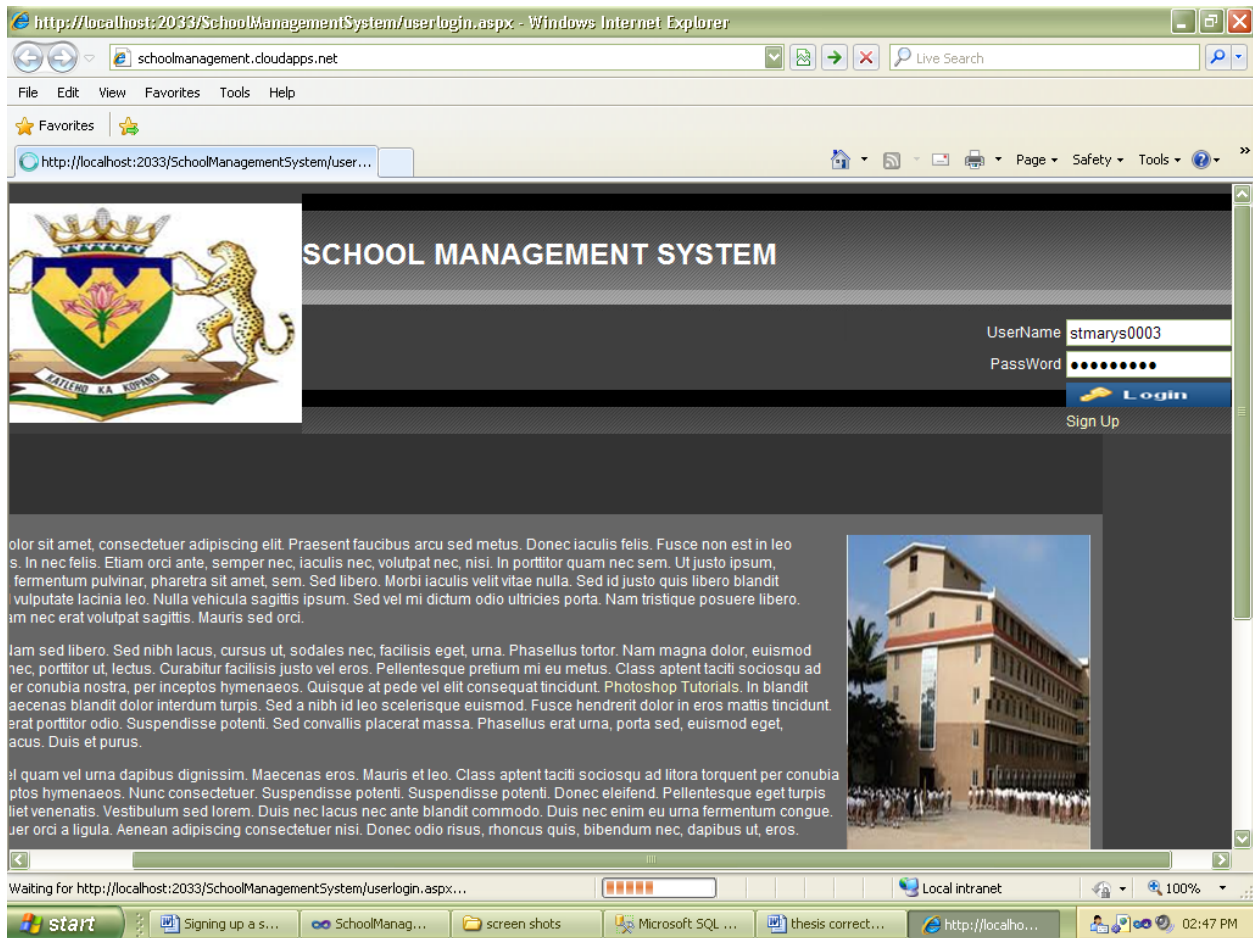 http://localhost:2033/SchoolManagementSystem/userlogin.aspx - Windows Internet Explorer
schoolmanagement.cloudapps.net
Live Search
File Edit View Favorites Tools Help
Favorites
http://localhost:2033/SchoolManagementSystem/user...
Page Safety Tools
SCHOOL MANAGEMENT SYSTEM
UserName stmarys0003
PassWord
Login
Sign Up
KATLEHO KA KOPANO
olor sit amet, consectetuer adipiscing elit. Praesent faucibus arcu sed metus. Donec iaculis felis. Fusce non est in leo
s. In nec felis. Etiam orci ante, semper nec, iaculis nec, volutpat nec, nisi. In porttitor quam nec sem. Ut justo ipsum,
fermentum pulvinar, pharetra sit amet, sem. Sed libero. Morbi iaculis velit vitae nulla. Sed id justo quis libero blandit
vulputate lacinia leo. Nulla vehicula sagittis ipsum. Sed vel mi dictum odio ultricies porta. Nam tristique posuere libero.
am nec erat volutpat sagittis. Mauris sed orci.
Nam sed libero. Sed nibh lacus, cursus ut, sodales nec, facilisis eget, urna. Phasellus tortor. Nam magna dolor, euismod
nec, porttitor ut, lectus. Curabitur facilisis justo vel eros. Pellentesque pretium mi eu metus. Class aptent taciti sociosqu ad
er conubia nostra, per inceptos hymenaeos. Quisque at pede vel elit consequat tincidunt. Photoshop Tutorials. In blandit
aecenas blandit dolor interdum turpis. Sed a nibh id leo scelerisque euismod. Fusce hendrerit dolor in eros mattis tincidunt.
erat porttitor odio. Suspendisse potenti. Sed convallis placerat massa. Phasellus erat urna, porta sed, euismod eget,
acus. Duis et purus.
el quam vel urna dapibus dignissim. Maecenas eros. Mauris et leo. Class aptent taciti sociosqu ad litora torquent per conubia
ptos hymenaeos. Nunc consectetuer. Suspendisse potenti. Suspendisse potenti. Donec eleifend. Pellentesque eget turpis
liet venenatis. Vestibulum sed lorem. Duis nec lacus nec ante blandit commodo. Duis nec enim eu urna fermentum congue.
uer orci a ligula. Aenean adipiscing consectetuer nisi. Donec odio risus, rhoncus quis, bibendum nec, dapibus ut, eros.
Waiting for http://localhost:2033/SchoolManagementSystem/userlogin.aspx...
Local intranet
100%
start
Signing up a s...
SchoolManag...
screen shots
Microsoft SQL ...
thesis correct...
http://localho...
02:47 PM